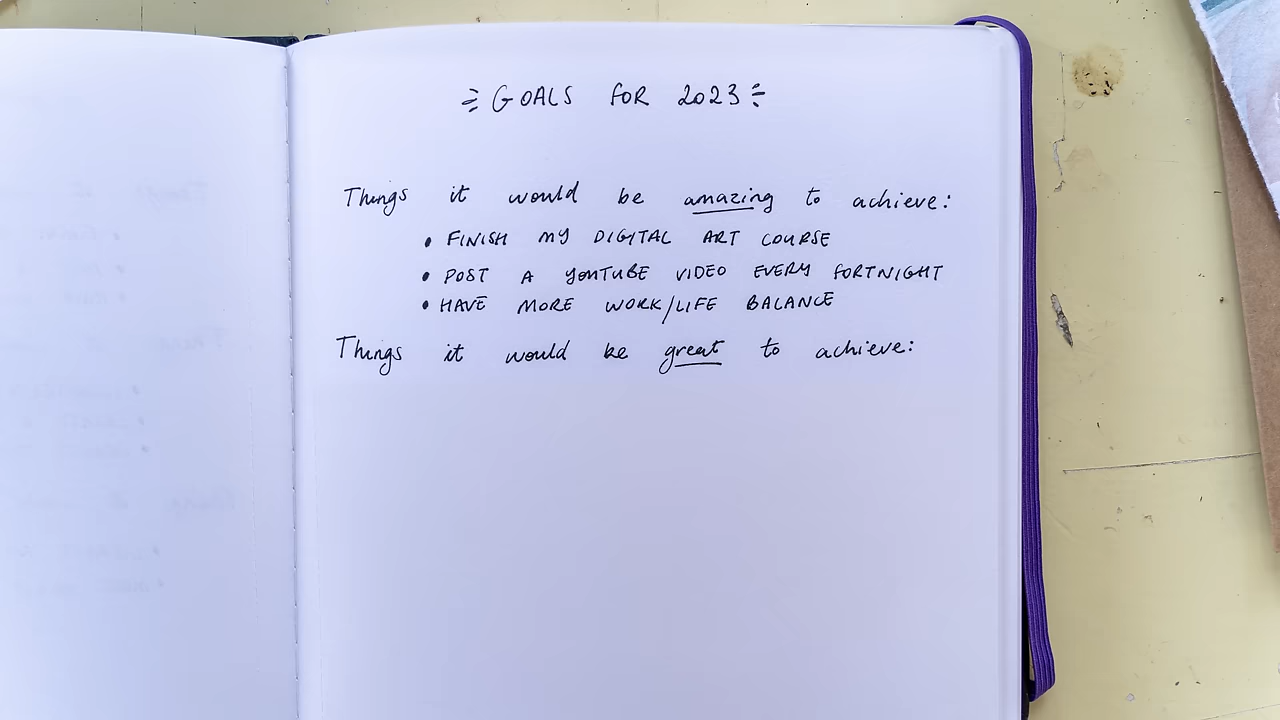 GOALS FOR 2023
Things it would be amazing to achieve:
• FINISH MY DIGITAL ART COURSE
• POST A YOUTUBE VIDEO EVERY FORTNIGHT
• HAVE MORE WORK/LIFE BALANCE
Things it would be great to achieve: